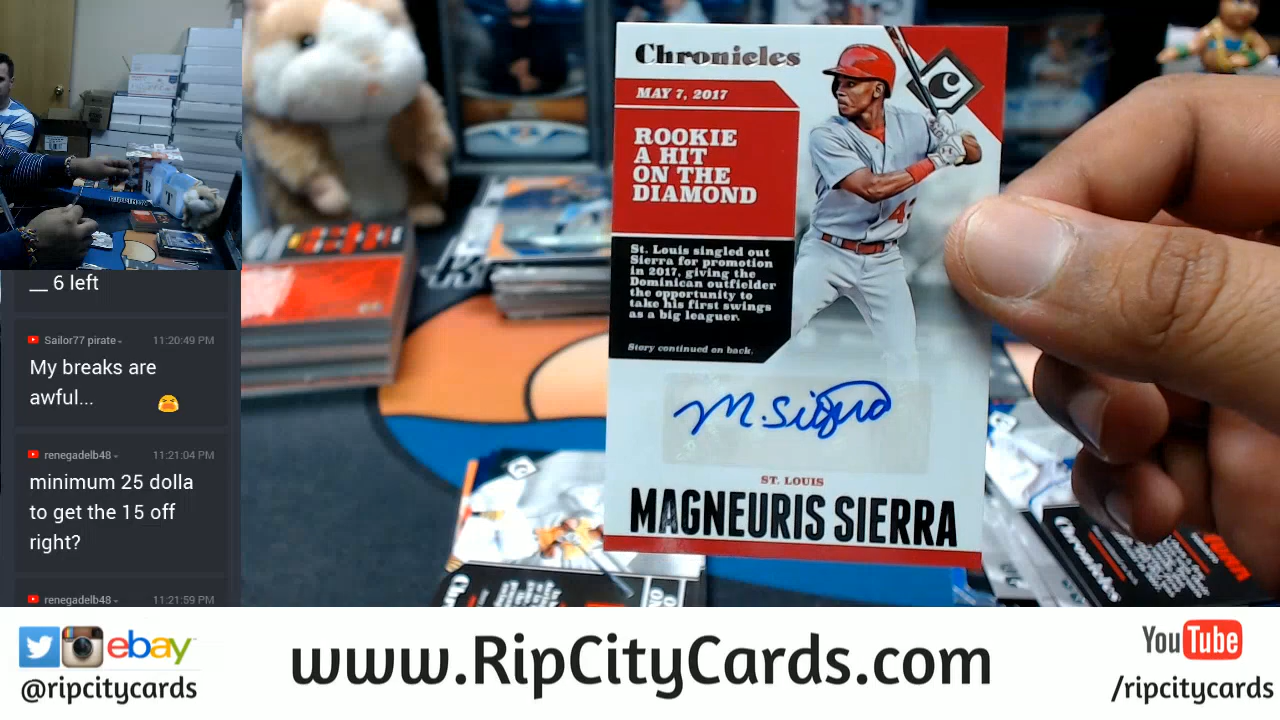 Chronicles
C
MAY 7, 2017
ROOKIE
A HIT
ON THE
DIAMOND
St. Louis singled out
Sierra for promotion
in 2017, giving the
Dominican outfielder
the opportunity to
take his first swings
as a big leaguer.
Story continued on back.
M. Sierra
ST. LOUIS
MAGNEURIS SIERRA
__ 6 left
Sailor77 pirate
11:20:49 PM
My breaks are
awful...
renegadelb48
11:21:04 PM
minimum 25 dolla
to get the 15 off
right?
renegadelb48
11:21:59 PM
Chronicles
ebay
@ripcitycards
www.RipCityCards.com
YouTube
/ripcitycards